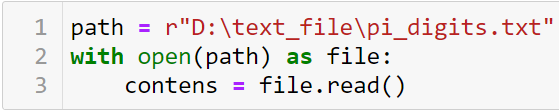 1 path = r"D:\text_file\pi_digits.txt"
2 with open(path) as file:
3     contens = file.read()